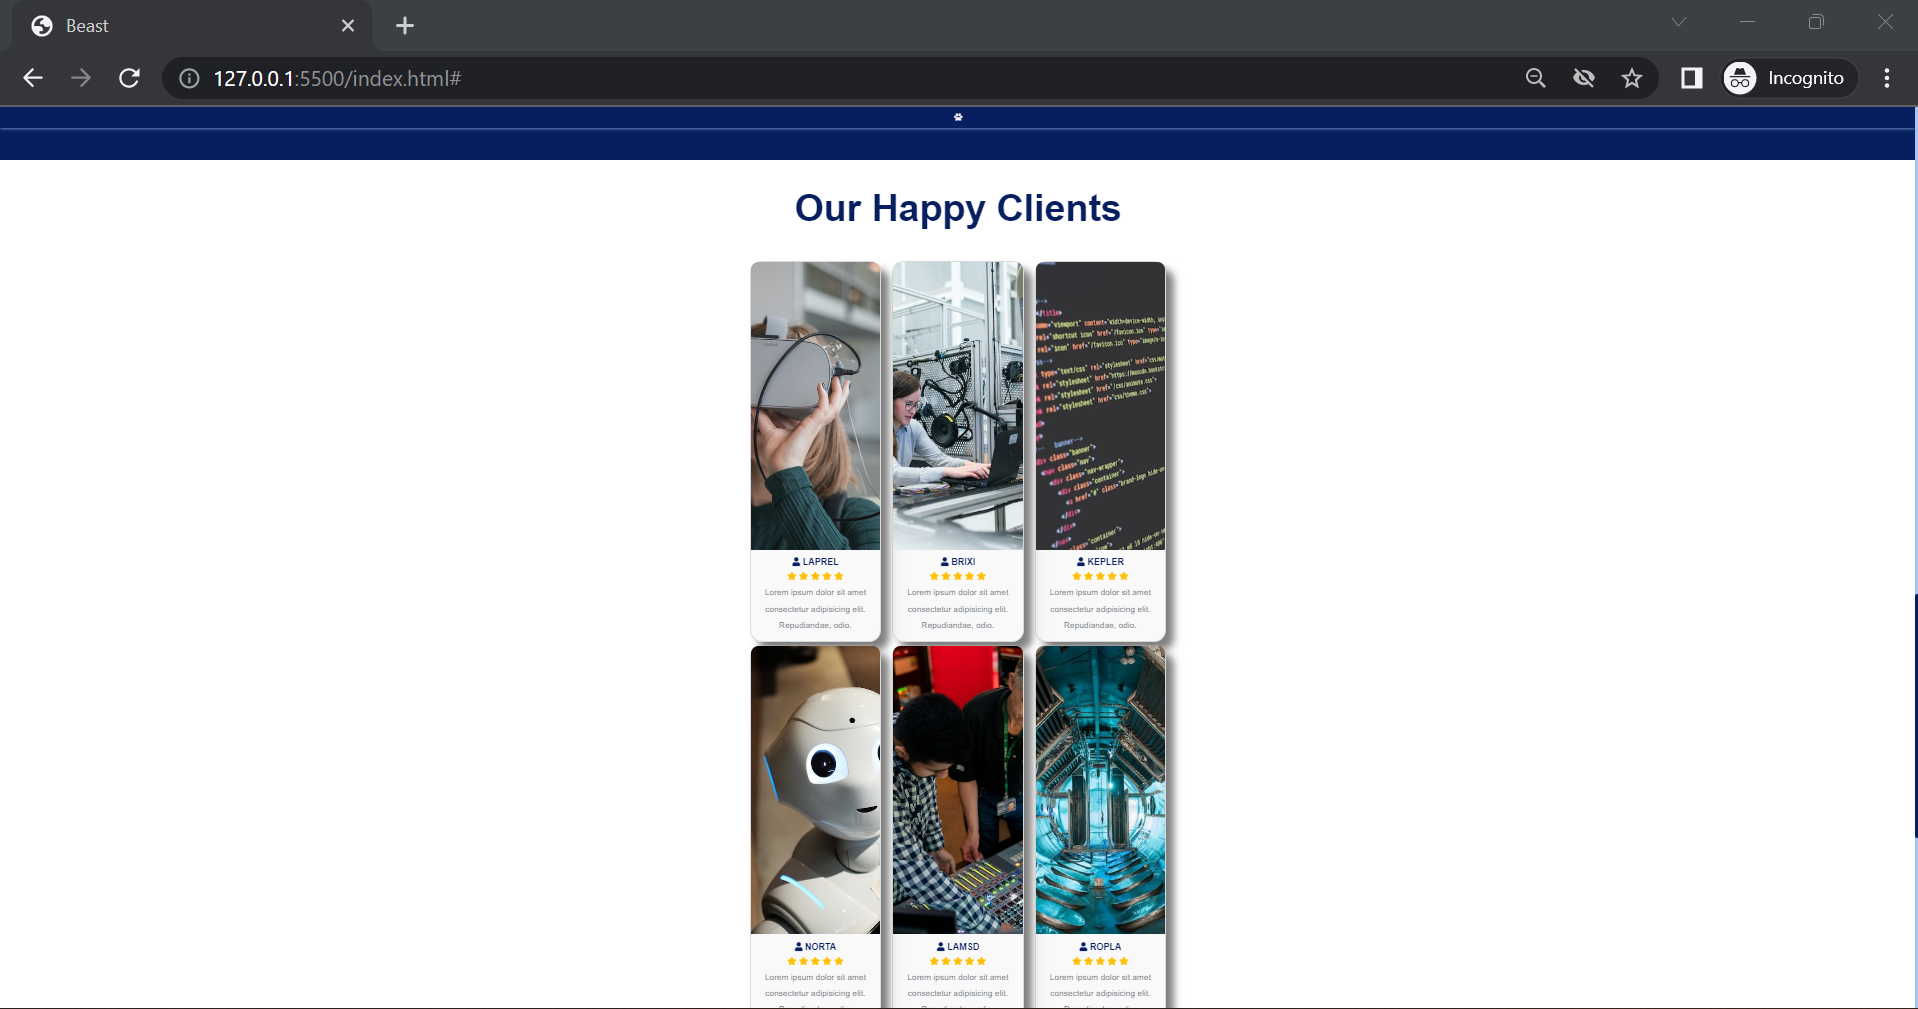 Beast
127.0.0.1:5500/index.html#
Incognito
Our Happy Clients
LAPREL
BRIXI
KEPLER
Lorem ipsum dolor sit amet
consectetur adipisicing elit.
Repudiandae, odio.
Lorem ipsum dolor sit amet
consectetur adipisicing elit.
Repudiandae, odio.
Lorem ipsum dolor sit amet
consectetur adipisicing elit.
Repudiandae, odio.
NORTA
LAMSD
ROPLA
Lorem ipsum dolor sit amet
consectetur adipisicing elit.
Lorem ipsum dolor sit amet
consectetur adipisicing elit.
Lorem ipsum dolor sit amet
consectetur adipisicing elit.